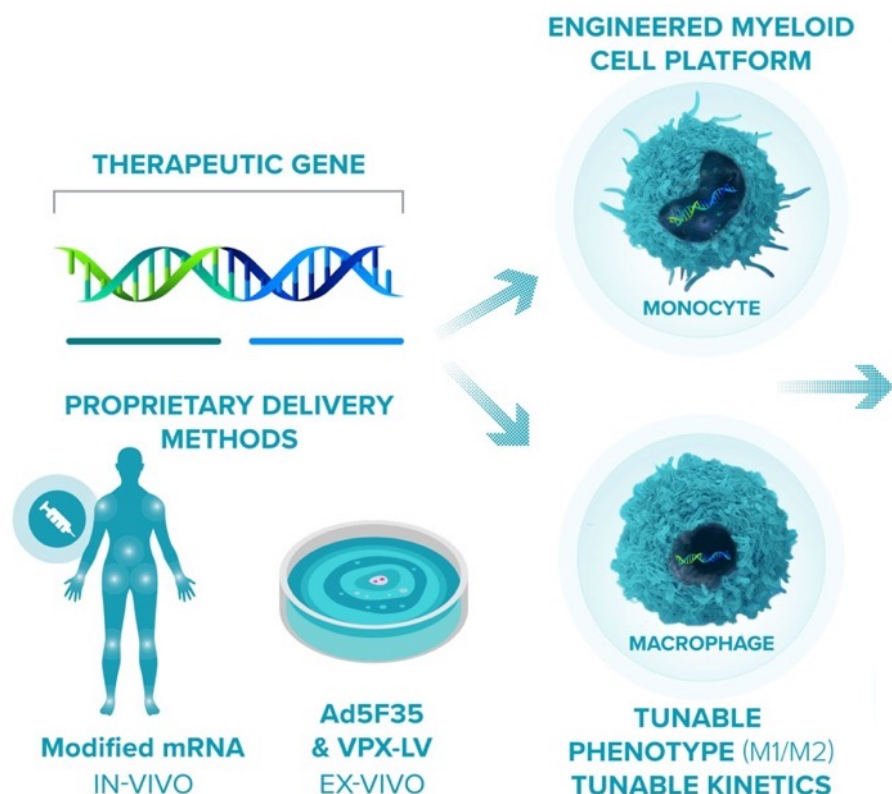 THERAPEUTIC GENE
PROPRIETARY DELIVERY
METHODS
Modified mRNA
IN-VIVO
Ad5F35
& VPX-LV
EX-VIVO
ENGINEERED MYELOID
CELL PLATFORM
MONOCYTE
MACROPHAGE
TUNABLE
PHENOTYPE (M1/M2)
TUNABLE KINETICS